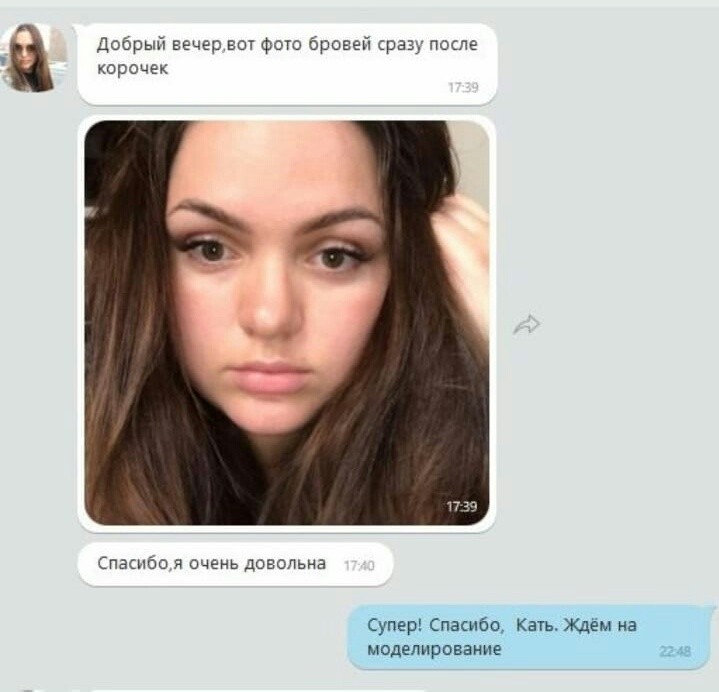 Добрый вечер,вот фото бровей сразу после
корочек
17:39
17:39
Спасибо,я очень довольна 17:40
Супер! Спасибо, Кать. Ждём на
моделирование
22:48